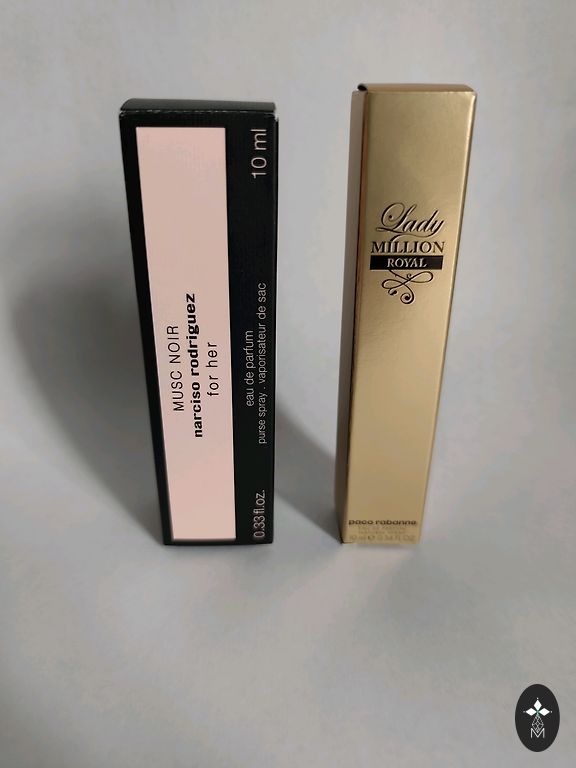 MUSC NOIR
narciso rodriguez
for her
10 ml
eau de parfum
purse spray . vaporisateur de sac
0.33 fl.oz.
Lady
MILLION
ROYAL
paco rabanne
M